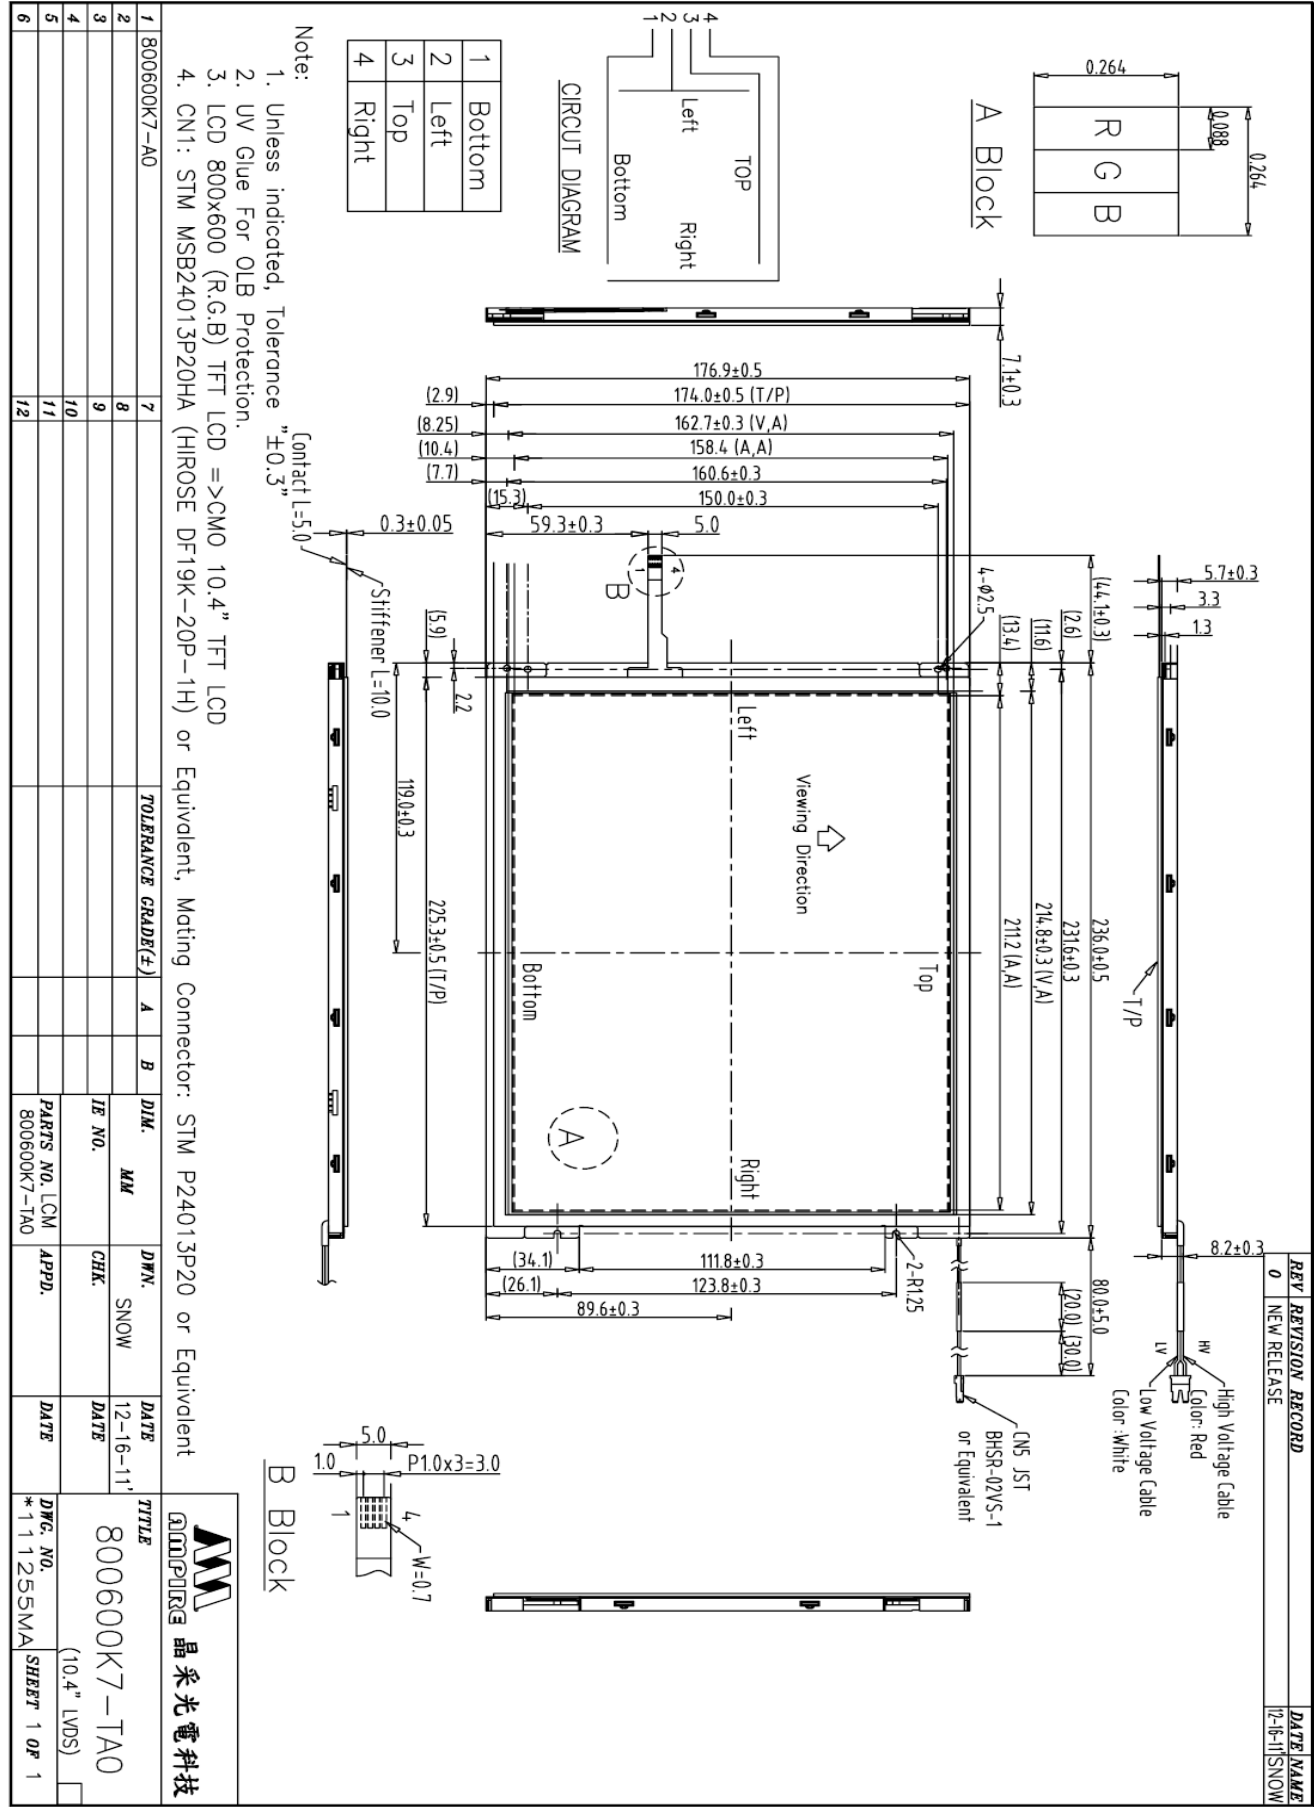 REV REVISION RECORD DATE NAME
0 NEW RELEASE 12-16-11' SNOW
0.264
0.088
0.264
R G B
A Block
4
3
2
1
TOP
Left
Right
Bottom
CIRCUT DIAGRAM
1 Bottom
2 Left
3 Top
4 Right
7.1±0.3
176.9±0.5
(2.9) 174.0±0.5 (T/P)
(8.25) 162.7±0.3 (V,A)
(10.4) 158.4 (A,A)
(7.7) 160.6±0.3
(15.3) 150.0±0.3
59.3±0.3 5.0
1 4
B
5.7±0.3
3.3
1.3
T/P
8.2±0.3
HV
LV
High Voltage Cable
Color: Red
Low Voltage Cable
Color :White
(44.1±0.3) 236.0±0.5 80.0±5.0
(2.6) 231.6±0.3 (20.0) (30.0)
(11.6) 214.8±0.3 (V,A)
(13.4) 211.2 (A,A)
4-ø2.5
CN5 JST
BHSR-02VS-1
or Equivalent
2-R1.25
Viewing Direction
Top
Left
Right
Bottom
A
111.8±0.3 (34.1)
123.8±0.3 (26.1)
89.6±0.3
(5.9) 225.3±0.5 (T/P)
2.2
119.0±0.3
0.3±0.05
Contact L=5.0
Stiffener L=10.0
5.0
1.0 P1.0x3=3.0
1 4
W=0.7
B Block
Note:
1. Unless indicated, Tolerance "±0.3"
2. UV Glue For OLB Protection.
3. LCD 800x600 (R.G.B) TFT LCD =>CMO 10.4" TFT LCD
4. CN1: STM MSB24013P20HA (HIROSE DF19K-20P-1H) or Equivalent, Mating Connector: STM P24013P20 or Equivalent
1 800600K7-A0 7 TOLERANCE GRADE(±) A B
2 8
3 9
4 10
5 11
6 12
DIM. MM DWN. SNOW DATE 12-16-11'
IE NO. CHK. DATE
PARTS NO. LCM 800600K7-TA0 APPD. DATE
AMPIRE 晶采光電科技
TITLE
800600K7-TA0
(10.4" LVDS)
DWG. NO. *111255MA SHEET 1 OF 1